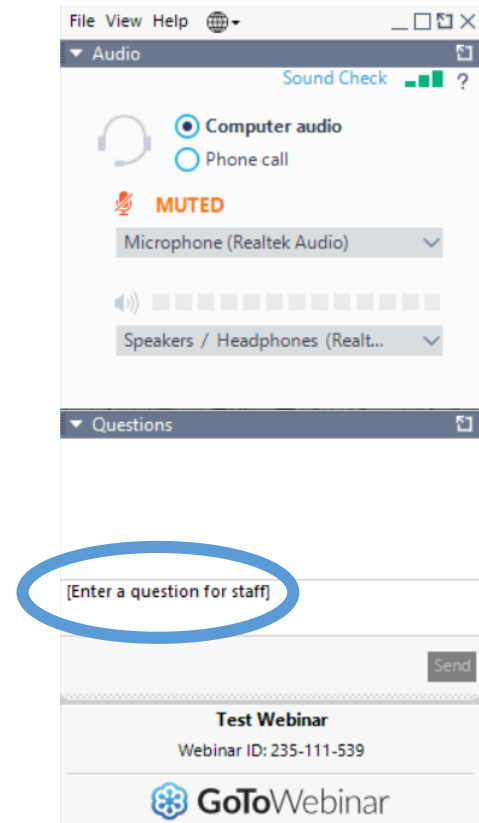 File View Help
Audio
Sound Check ?
Computer audio
Phone call
MUTED
Microphone (Realtek Audio)
Speakers / Headphones (Realt...
Questions
[Enter a question for staff]
Send
Test Webinar
Webinar ID: 235-111-539
GoToWebinar